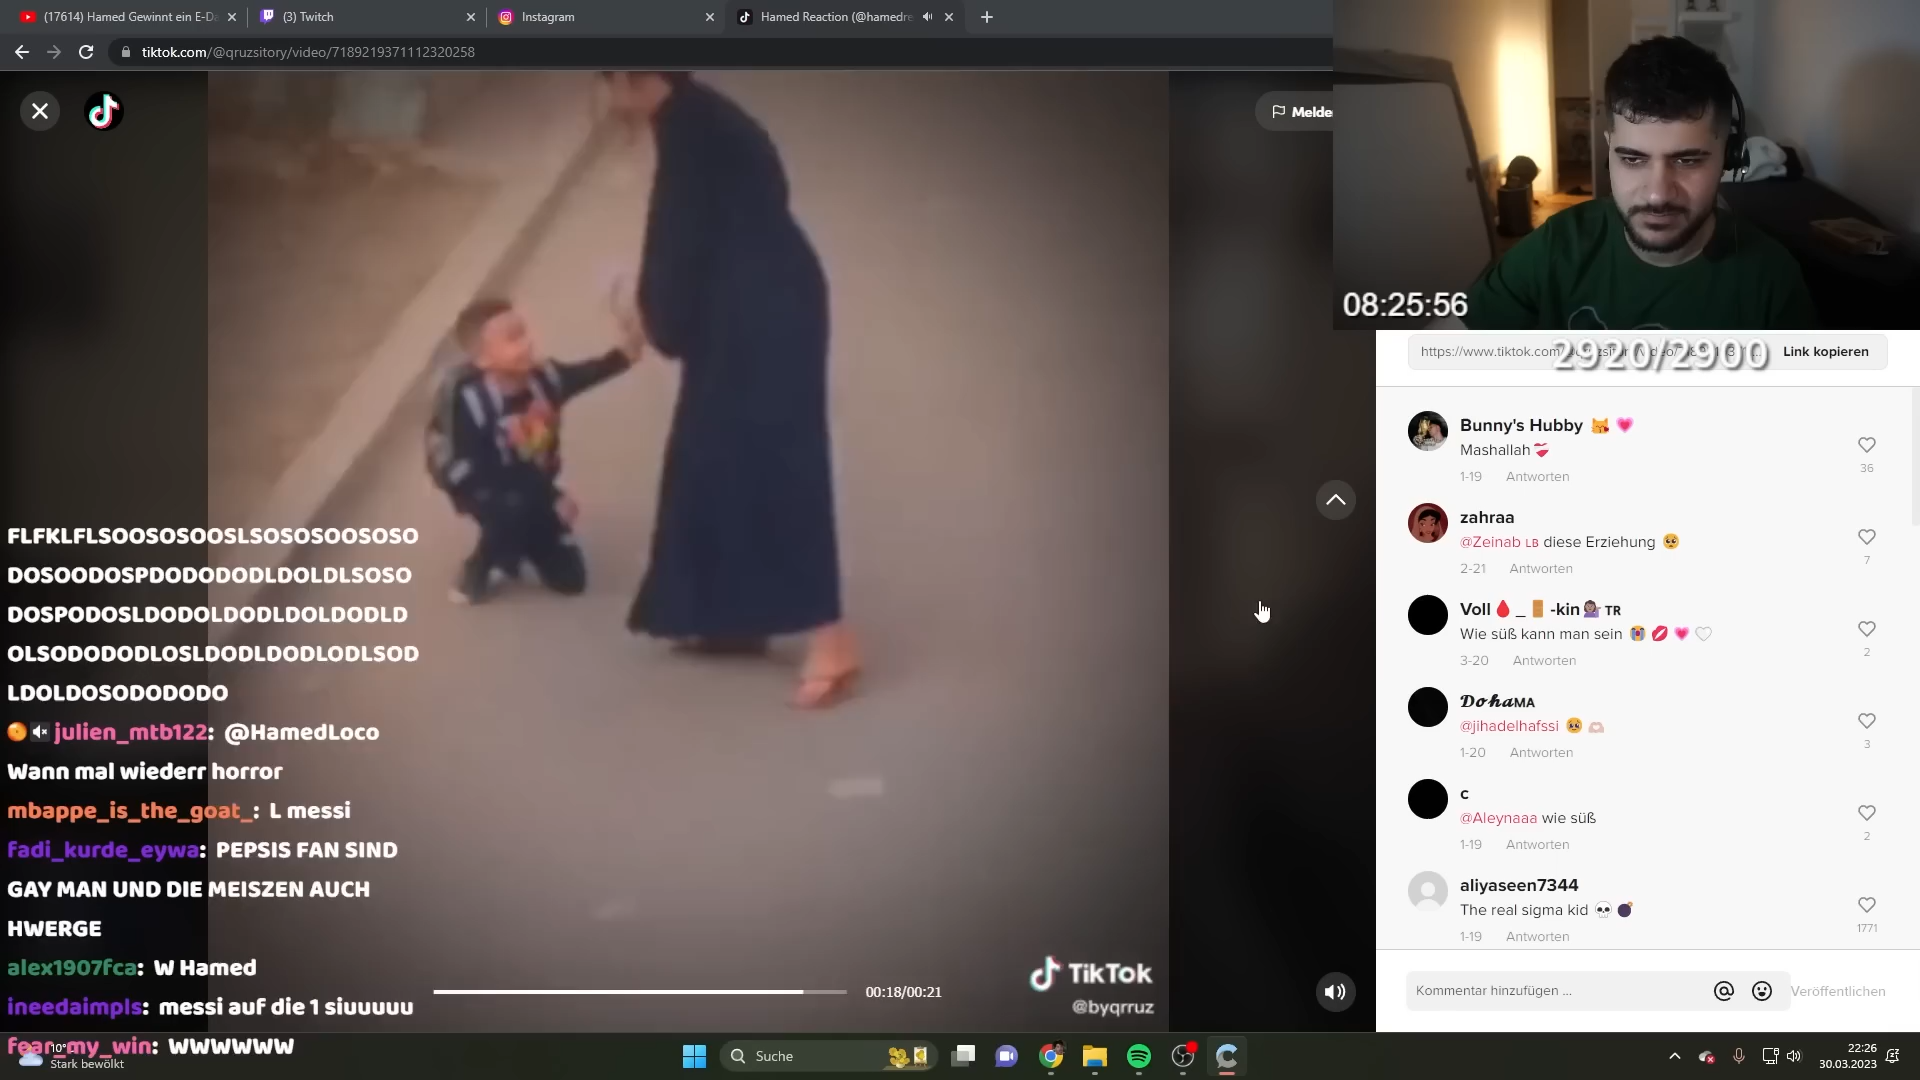 (17614) Hamed Gewinnt ein E-Da
(3) Twitch
Instagram
Hamed Reaction (@hamedre
tiktok.com/@qruzsitory/video/7189219371112320258
Melde
08:25:56
2920/2900
Link kopieren
Bunny's Hubby 😽 💗
Mashallah❤️‍🩹
36
1-19 Antworten
zahraa
@Zeinab LB diese Erziehung 🥺
7
2-21 Antworten
Voll🩸_🚪-kin💁🏽‍♀️TR
Wie süß kann man sein 😭 💋 💗 🤍
2
3-20 Antworten
𝓓𝓸𝓱𝓪MA
@jihadelhafssi 🥺 🫶🏻
3
1-20 Antworten
c
@Aleynaaa wie süß
2
1-19 Antworten
aliyaseen7344
The real sigma kid 💀 💣
1771
1-19 Antworten
Kommentar hinzufügen ...
Veröffentlichen
FLFKLFLSOOSOSOOSLSOSOSOOSOSO
DOSOODOSPDODODODLDOLDLSOSO
DOSPODOSLDODOLDODLDOLDODLD
OLSODODODLOSLDODLDODLODLSOD
LDOLDOSODODODO
julien_mtb122: @HamedLoco
Wann mal wiederr horror
mbappe_is_the_goat_: L messi
fadi_kurde_eywa: PEPSIS FAN SIND
GAY MAN UND DIE MEISZEN AUCH
HWERGE
alex1907fca: W Hamed
ineedaimpls: messi auf die 1 siuuuuu
fear_my_win: WWWWWW
00:18/00:21
TikTok
@byqrruz
10°
Stark bewölkt
Suche
22:26
30.03.2023